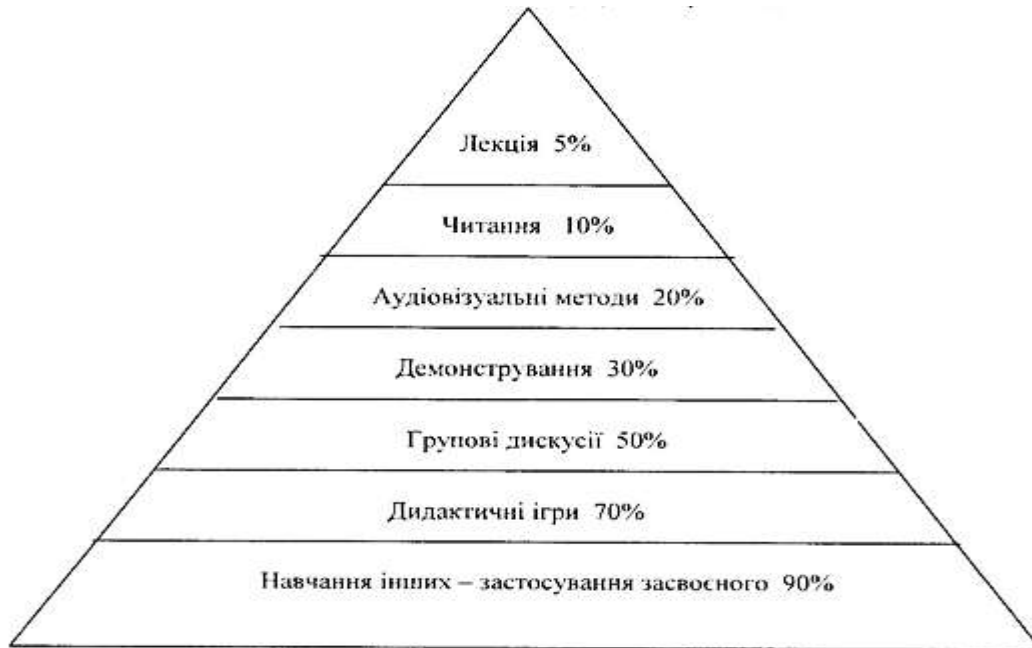 Лекція 5%
Читання 10%
Аудіовізуальні методи 20%
Демонстрування 30%
Групові дискусії 50%
Дидактичні ігри 70%
Навчання інших – застосування засвоєного 90%